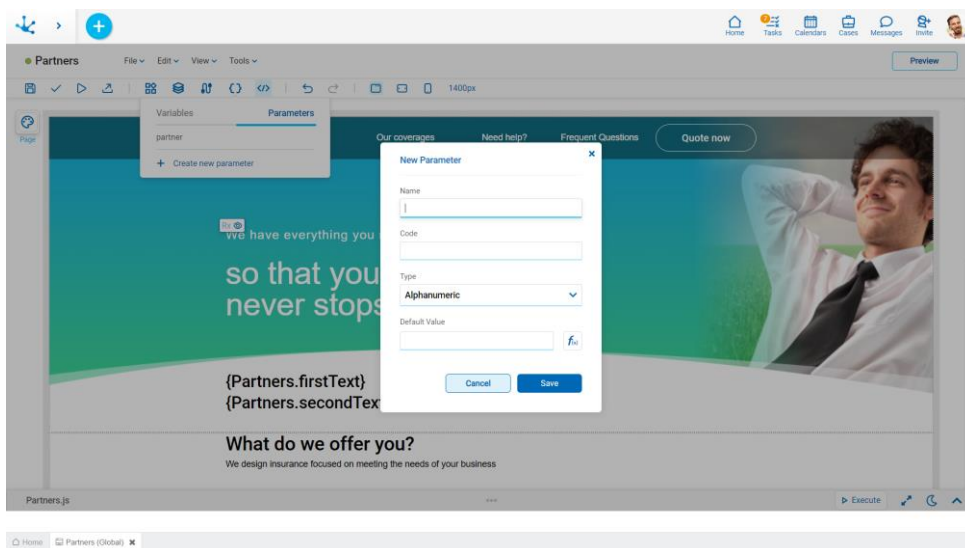 7
Home Tasks Calendars Cases Messages Invite
Partners File Edit View Tools Preview
1400px
Page
Variables Parameters
partner
+ Create new parameter
Our coverages Need help? Frequent Questions Quote now
New Parameter
Name
Code
Type
Alphanumeric
Default Value
Cancel Save
We have everything you
so that you
never stops
{Partners.firstText}
{Partners.secondTex
What do we offer you?
We design insurance focused on meeting the needs of your business
Partners.js Execute
Home Partners (Global)